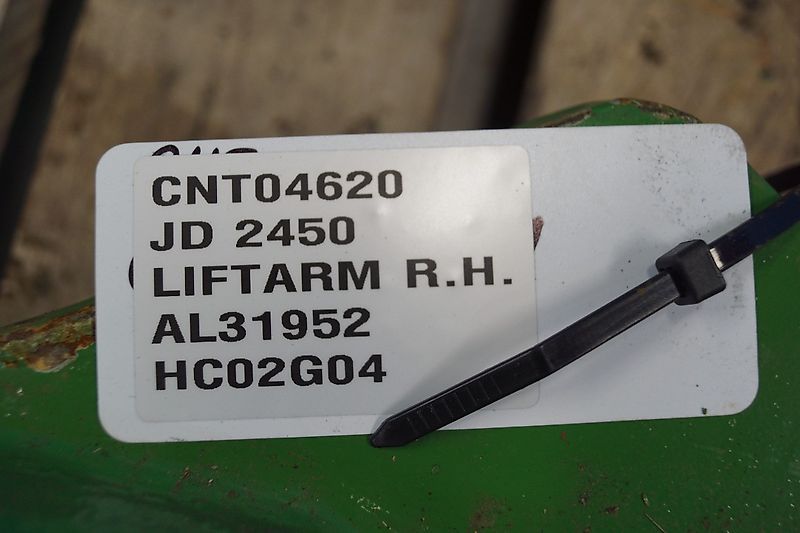 CNT04620
JD 2450
LIFTARM R.H.
AL31952
HC02G04